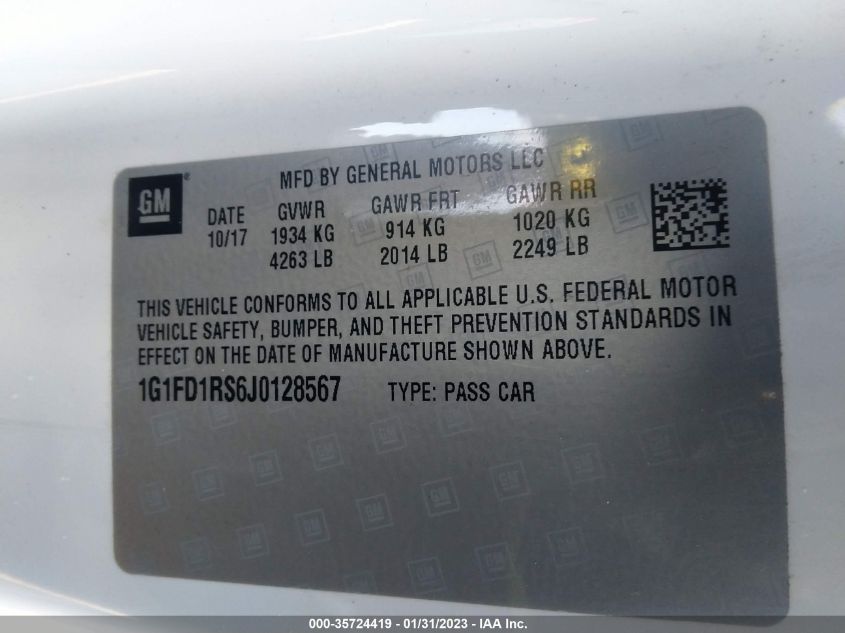 MFD BY GENERAL MOTORS LLC
GM®
DATE GVWR GAWR FRT GAWR RR
10/17 1934 KG 914 KG 1020 KG
4263 LB 2014 LB 2249 LB
THIS VEHICLE CONFORMS TO ALL APPLICABLE U.S. FEDERAL MOTOR
VEHICLE SAFETY, BUMPER, AND THEFT PREVENTION STANDARDS IN
EFFECT ON THE DATE OF MANUFACTURE SHOWN ABOVE.
1G1FD1RS6J0128567 TYPE: PASS CAR
000-35724419 - 01/31/2023 - IAA Inc.